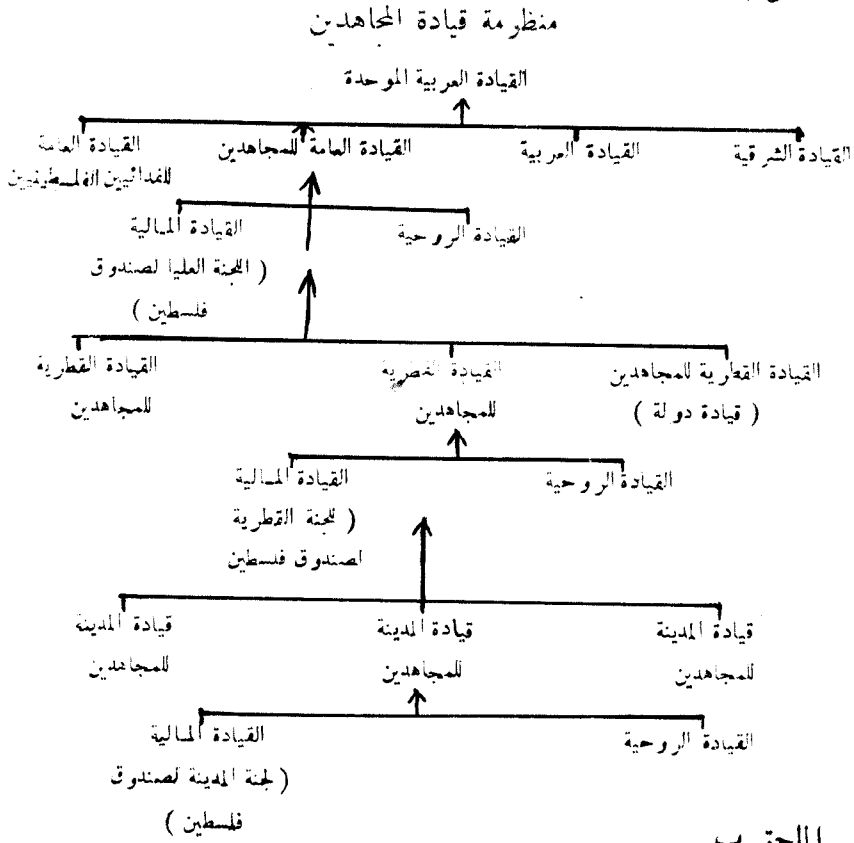 منظومة قيادة المجاهدين
القيادة العربية الموحدة
القيادة الشرقية القيادة العربية القيادة العامة للمجاهدين القيادة العامة
للفدائيين الفلسطينيين
القيادة الروحية القيادة المالية
( اللجنة العليا لصندوق
فلسطين )
القيادة القطرية للمجاهدين القيادة القطرية القيادة القطرية
( قيادة دولة ) للمجاهدين للمجاهدين
القيادة الروحية القيادة المالية
( للجنة القطرية
لصندوق فلسطين
قيادة المدينة قيادة المدينة قيادة المدينة
للمجاهدين للمجاهدين للمجاهدين
القيادة الروحية القيادة المالية
( لجنة المدينة لصندوق
فلسطين )